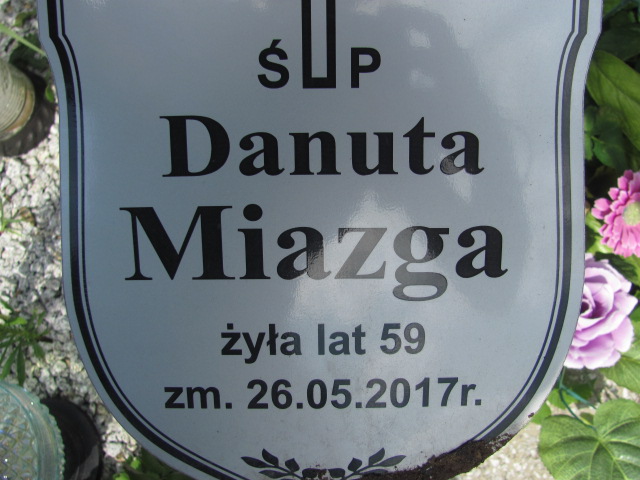 Ś P
Danuta
Miazga
żyła lat 59
zm. 26.05.2017r.